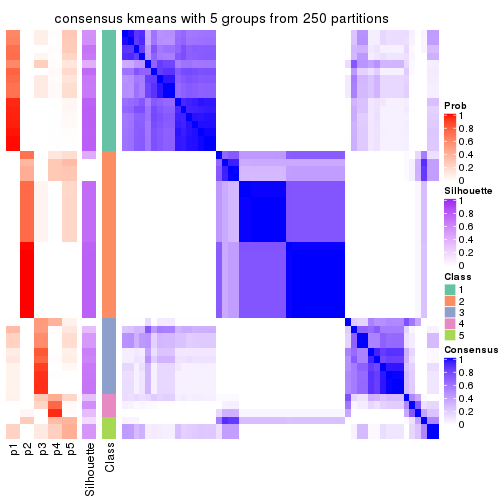 consensus kmeans with 5 groups from 250 partitions
Prob
1
0.8
0.6
0.4
0.2
0
Silhouette
1
0.8
0.6
0.4
0.2
0
Class
1
2
3
4
5
Consensus
1
0.8
0.6
0.4
0.2
0
p1
p2
p3
p4
p5
Silhouette
Class